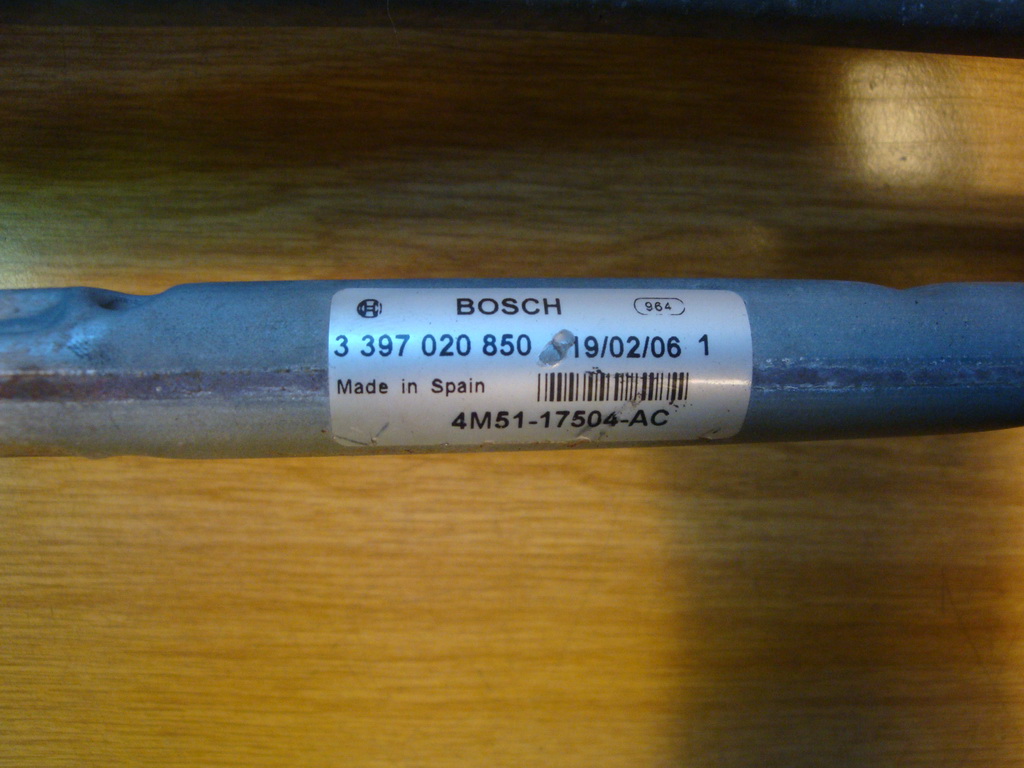 BOSCH 964
3 397 020 850 19/02/06 1
Made in Spain
4M51-17504-AC